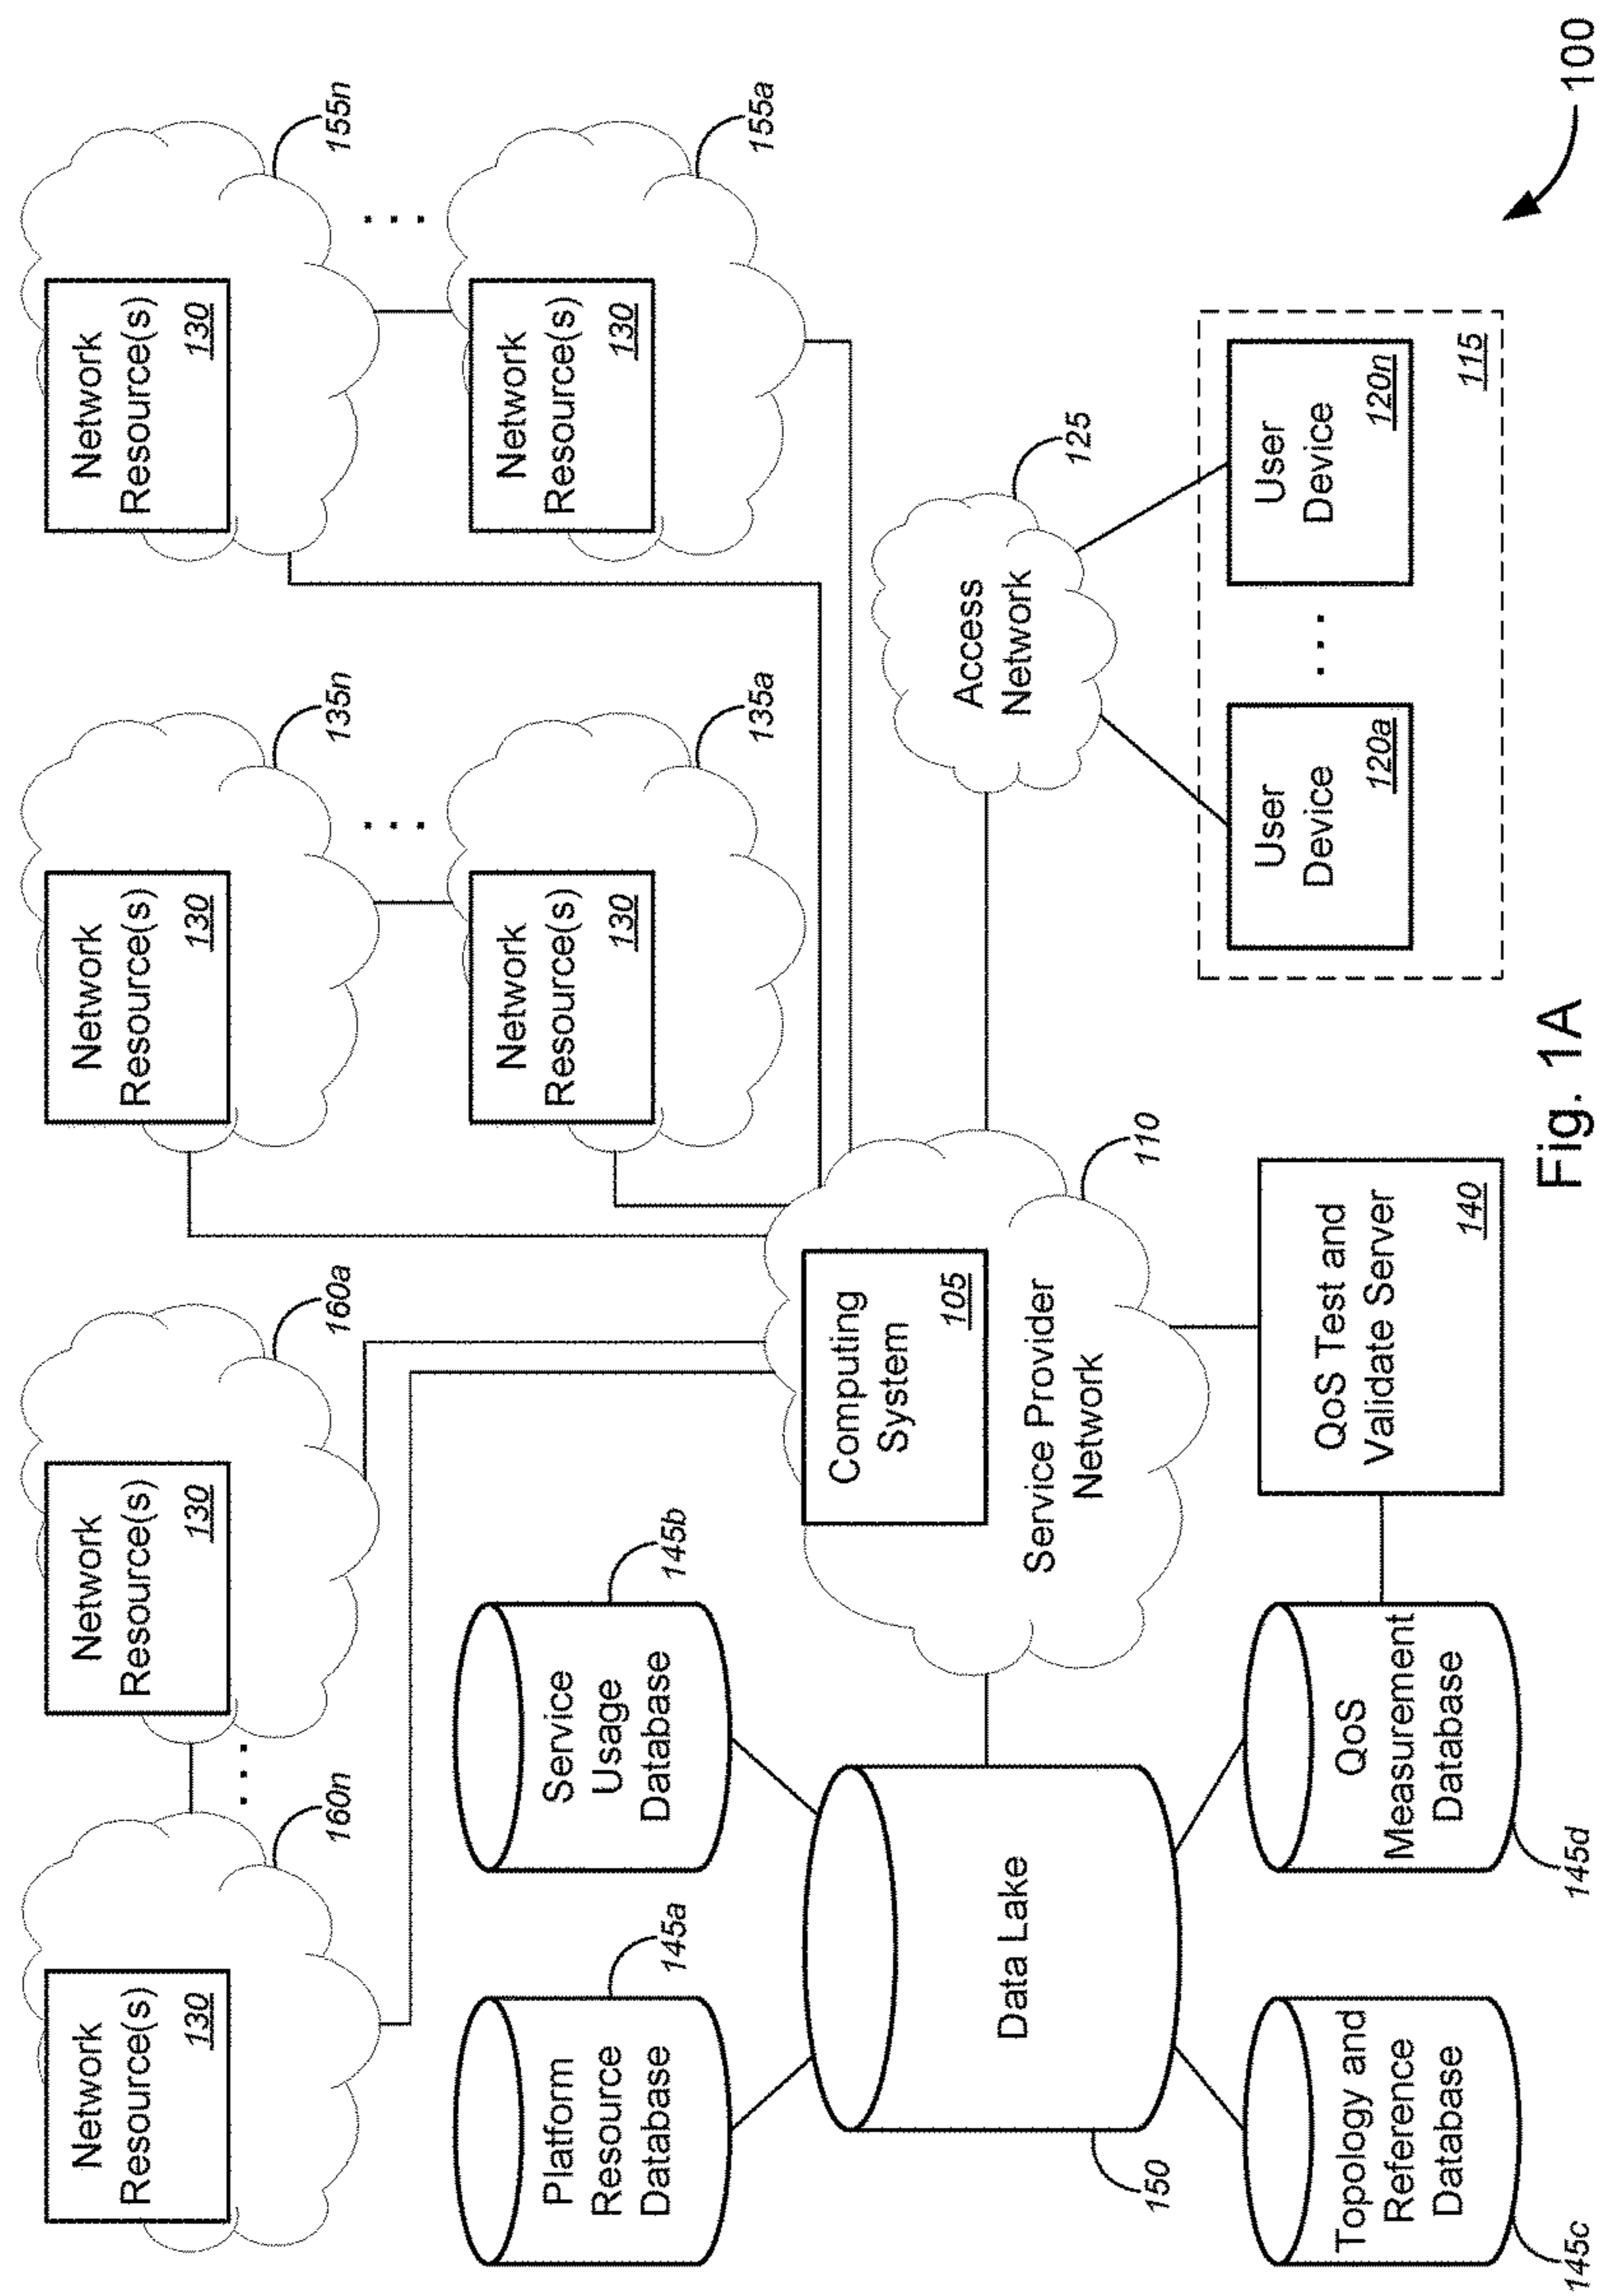 Network
Resource(s)
130
160n
Network
Resource(s)
130
160a
Network
Resource(s)
130
135n
Network
Resource(s)
130
155n
. . .
. . .
. . .
Platform
Resource
Database
145a
Service
Usage
Database
145b
Network
Resource(s)
130
135a
Network
Resource(s)
130
155a
Data Lake
150
Computing
System
105
Service Provider
Network
110
Access
Network
125
Topology and
Reference
Database
145c
QoS
Measurement
Database
145d
QoS Test and
Validate Server
140
User
Device
120a
. . .
User
Device
120n
115
Fig. 1A
100